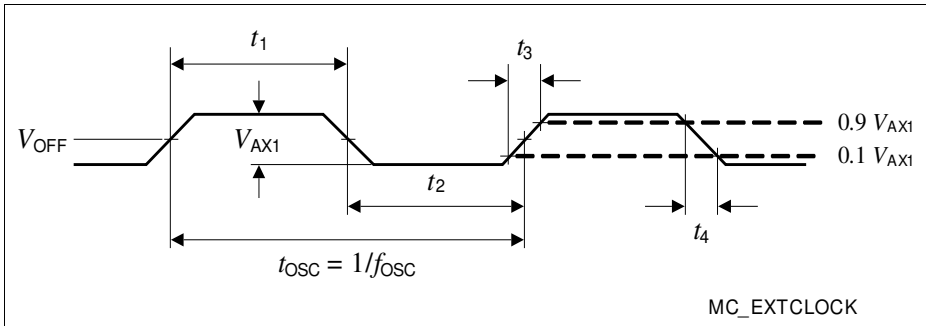 t1
t3
VOFF
VAX1
0.9 VAX1
0.1 VAX1
t2
t4
tOSC = 1/fOSC
MC_EXTCLOCK